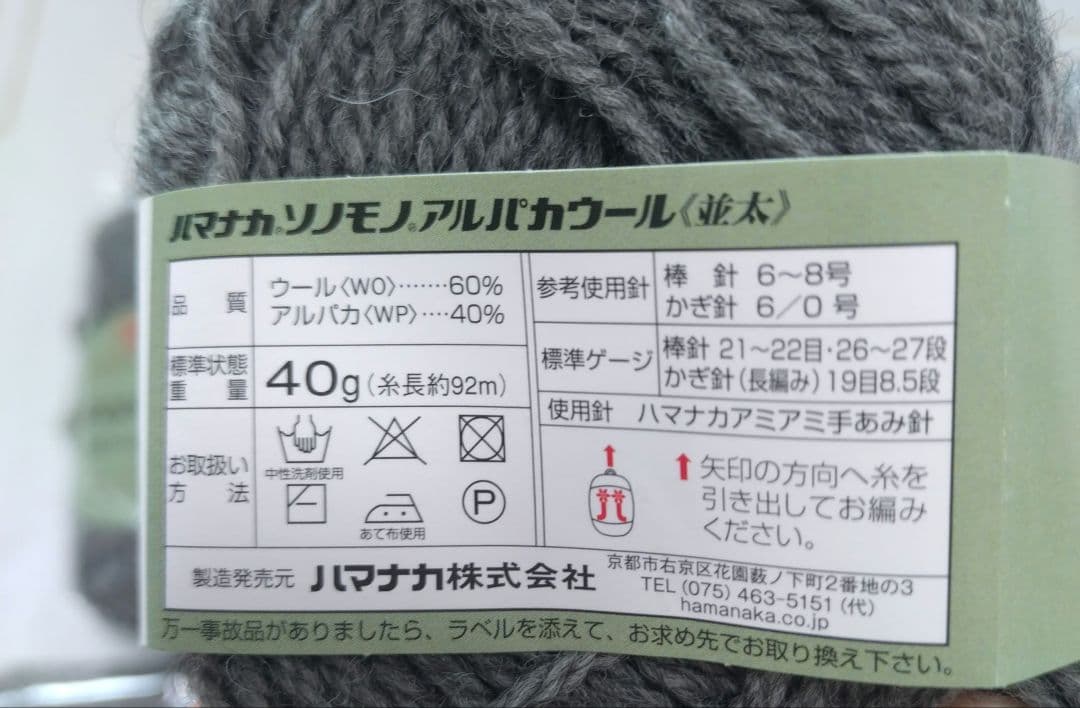 ハマナカ®ソノモノ®アルパカウール《並太》
品質
ウール〈WO〉‥‥‥60%
アルパカ〈WP〉‥‥40%
標準状態
重量
40g(糸長約92m)
お取扱い
方法
中性洗剤使用
あて布使用
P
参考使用針
棒針 6〜8号
かぎ針 6/0号
標準ゲージ
棒針 21〜22目・26〜27段
かぎ針(長編み)19目8.5段
使用針 ハマナカアミアミ手あみ針
矢印の方向へ糸を
引き出してお編み
ください。
製造発売元 ハマナカ株式会社
京都市右京区花園薮ノ下町2番地の3
TEL(075)463-5151(代)
hamanaka.co.jp
万一事故品がありましたら、ラベルを添えて、お求め先でお取り換え下さい。